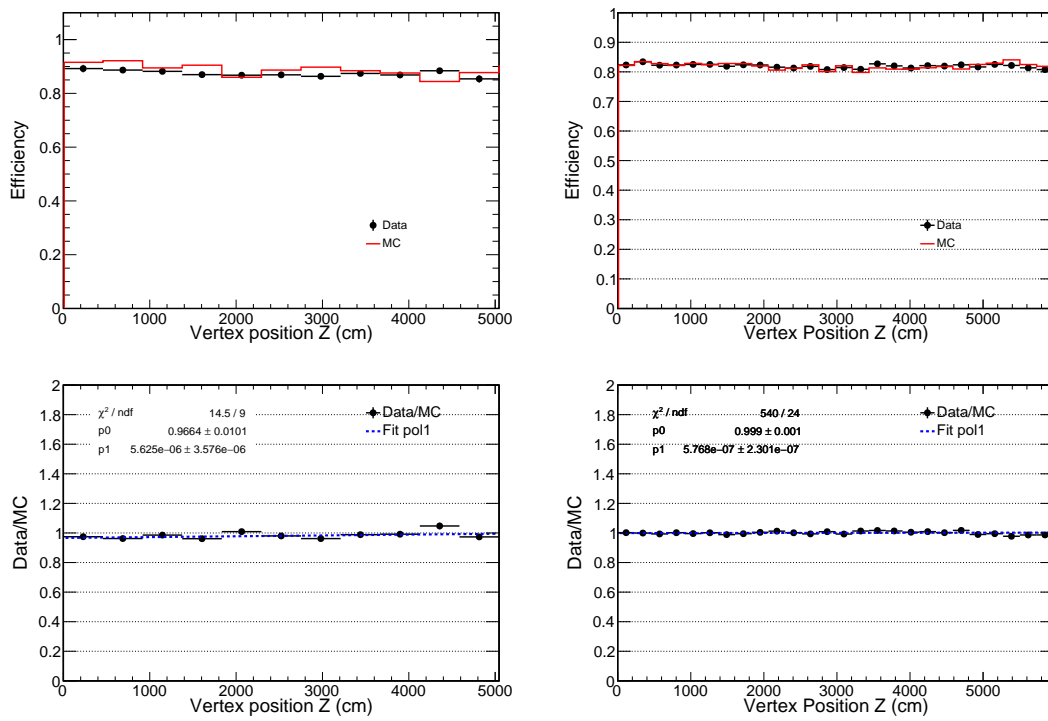 1
0.8
0.6
0.4
0.2
0
Efficiency
Data
MC
0 1000 2000 3000 4000 5000
Vertex position Z (cm)
1
0.9
0.8
0.7
0.6
0.5
0.4
0.3
0.2
0.1
0
Efficiency
Data
MC
0 1000 2000 3000 4000 5000
Vertex Position Z (cm)
2
1.8
1.6
1.4
1.2
1
0.8
0.6
0.4
0.2
0
Data/MC
χ² / ndf 14.5 / 9
p0 0.9664 ± 0.0101
p1 5.625e−06 ± 3.576e−06
Data/MC
Fit pol1
0 1000 2000 3000 4000 5000
Vertex position Z (cm)
2
1.8
1.6
1.4
1.2
1
0.8
0.6
0.4
0.2
0
Data/MC
χ² / ndf 540 / 24
p0 0.999 ± 0.001
p1 5.768e−07 ± 2.301e−07
Data/MC
Fit pol1
0 1000 2000 3000 4000 5000
Vertex Position Z (cm)